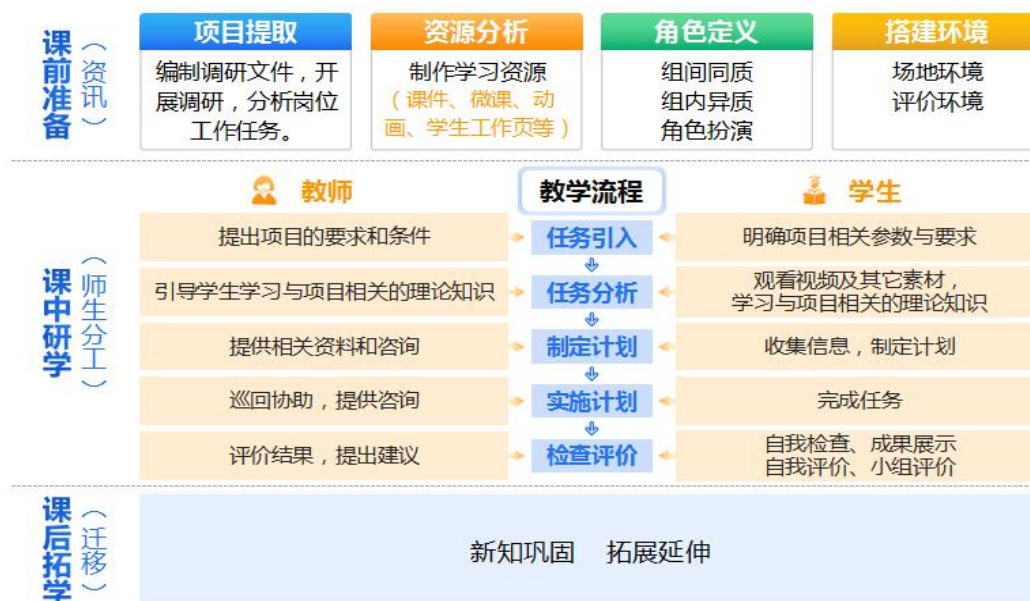 课前准备
（资讯）
项目提取
编制调研文件，开
展调研，分析岗位
工作任务。
资源分析
制作学习资源
（课件、微课、动
画、学生工作页等）
角色定义
组间同质
组内异质
角色扮演
搭建环境
场地环境
评价环境
课中研学
（师生分工）
教师
教学流程
学生
提出项目的要求和条件
任务引入
明确项目相关参数与要求
引导学生学习与项目相关的理论知识
任务分析
观看视频及其它素材，
学习与项目相关的理论知识
提供相关资料和咨询
制定计划
收集信息，制定计划
巡回协助，提供咨询
实施计划
完成任务
评价结果，提出建议
检查评价
自我检查、成果展示
自我评价、小组评价
课后拓学
（迁移）
新知巩固 拓展延伸